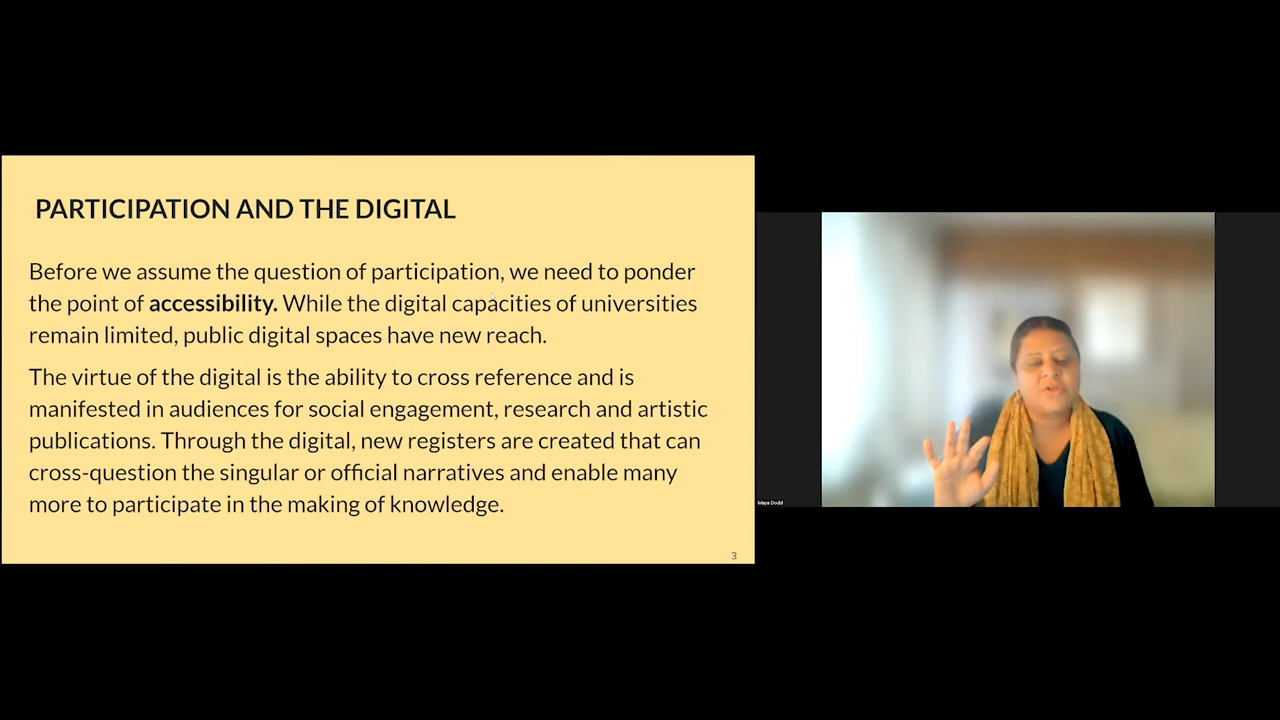 PARTICIPATION AND THE DIGITAL
Before we assume the question of participation, we need to ponder
the point of accessibility. While the digital capacities of universities
remain limited, public digital spaces have new reach.
The virtue of the digital is the ability to cross reference and is
manifested in audiences for social engagement, research and artistic
publications. Through the digital, new registers are created that can
cross-question the singular or official narratives and enable many
more to participate in the making of knowledge.
3
Maya Dodd